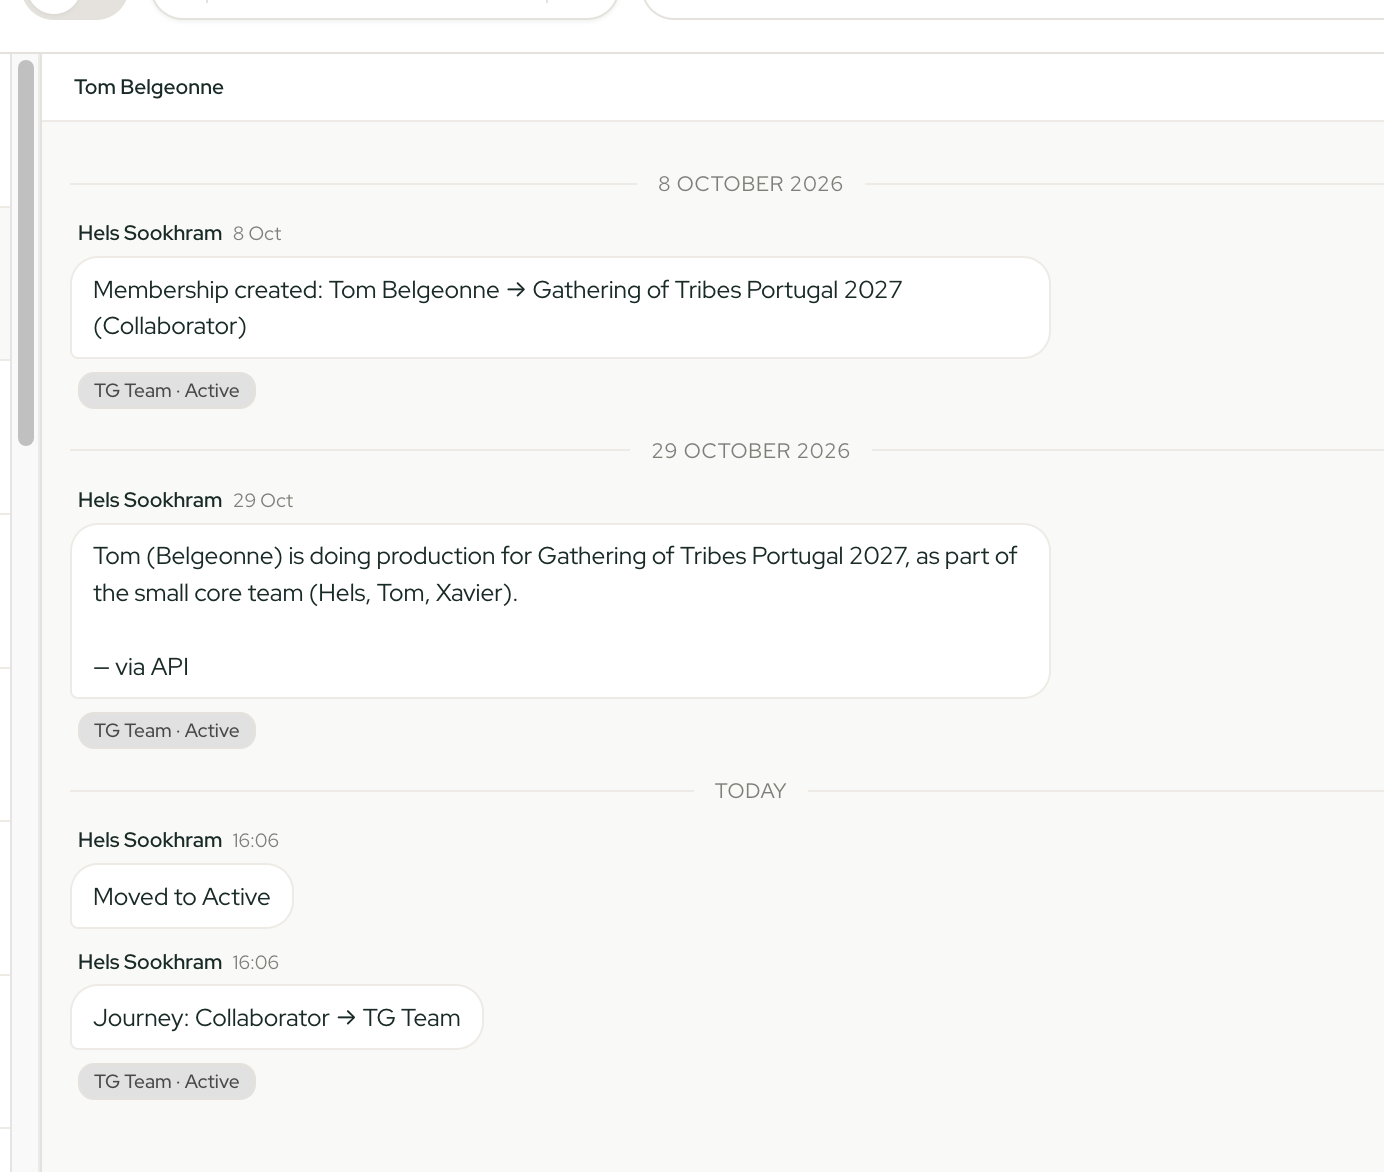 Tom Belgeonne
8 OCTOBER 2026
Hels Sookhram 8 Oct
Membership created: Tom Belgeonne → Gathering of Tribes Portugal 2027
(Collaborator)
TG Team · Active
29 OCTOBER 2026
Hels Sookhram 29 Oct
Tom (Belgeonne) is doing production for Gathering of Tribes Portugal 2027, as part of
the small core team (Hels, Tom, Xavier).
— via API
TG Team · Active
TODAY
Hels Sookhram 16:06
Moved to Active
Hels Sookhram 16:06
Journey: Collaborator → TG Team
TG Team · Active